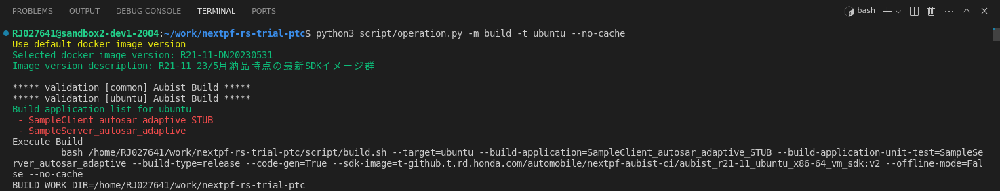 PROBLEMS OUTPUT DEBUG CONSOLE TERMINAL PORTS bash
RJ027641@sandbox2-dev1-2004:~/work/nextpf-rs-trial-ptc$ python3 script/operation.py -m build -t ubuntu --no-cache
Use default docker image version
Selected docker image version: R21-11-DN20230531
Image version description: R21-11 23/5月納品時点の最新SDKイメージ群
***** validation [common] Aubist Build *****
***** validation [ubuntu] Aubist Build *****
Build application list for ubuntu
- SampleClient_autosar_adaptive_STUB
- SampleServer_autosar_adaptive
Execute Build
bash /home/RJ027641/work/nextpf-rs-trial-ptc/script/build.sh --target=ubuntu --build-application=SampleClient_autosar_adaptive_STUB --build-application-unit-test=SampleSe
rver_autosar_adaptive --build-type=release --code-gen=True --sdk-image=t-github.t.rd.honda.com/automobile/nextpf-aubist-ci/aubist_r21-11_ubuntu_x86-64_vm_sdk:v2 --offline-mode=Fal
se --no-cache
BUILD_WORK_DIR=/home/RJ027641/work/nextpf-rs-trial-ptc